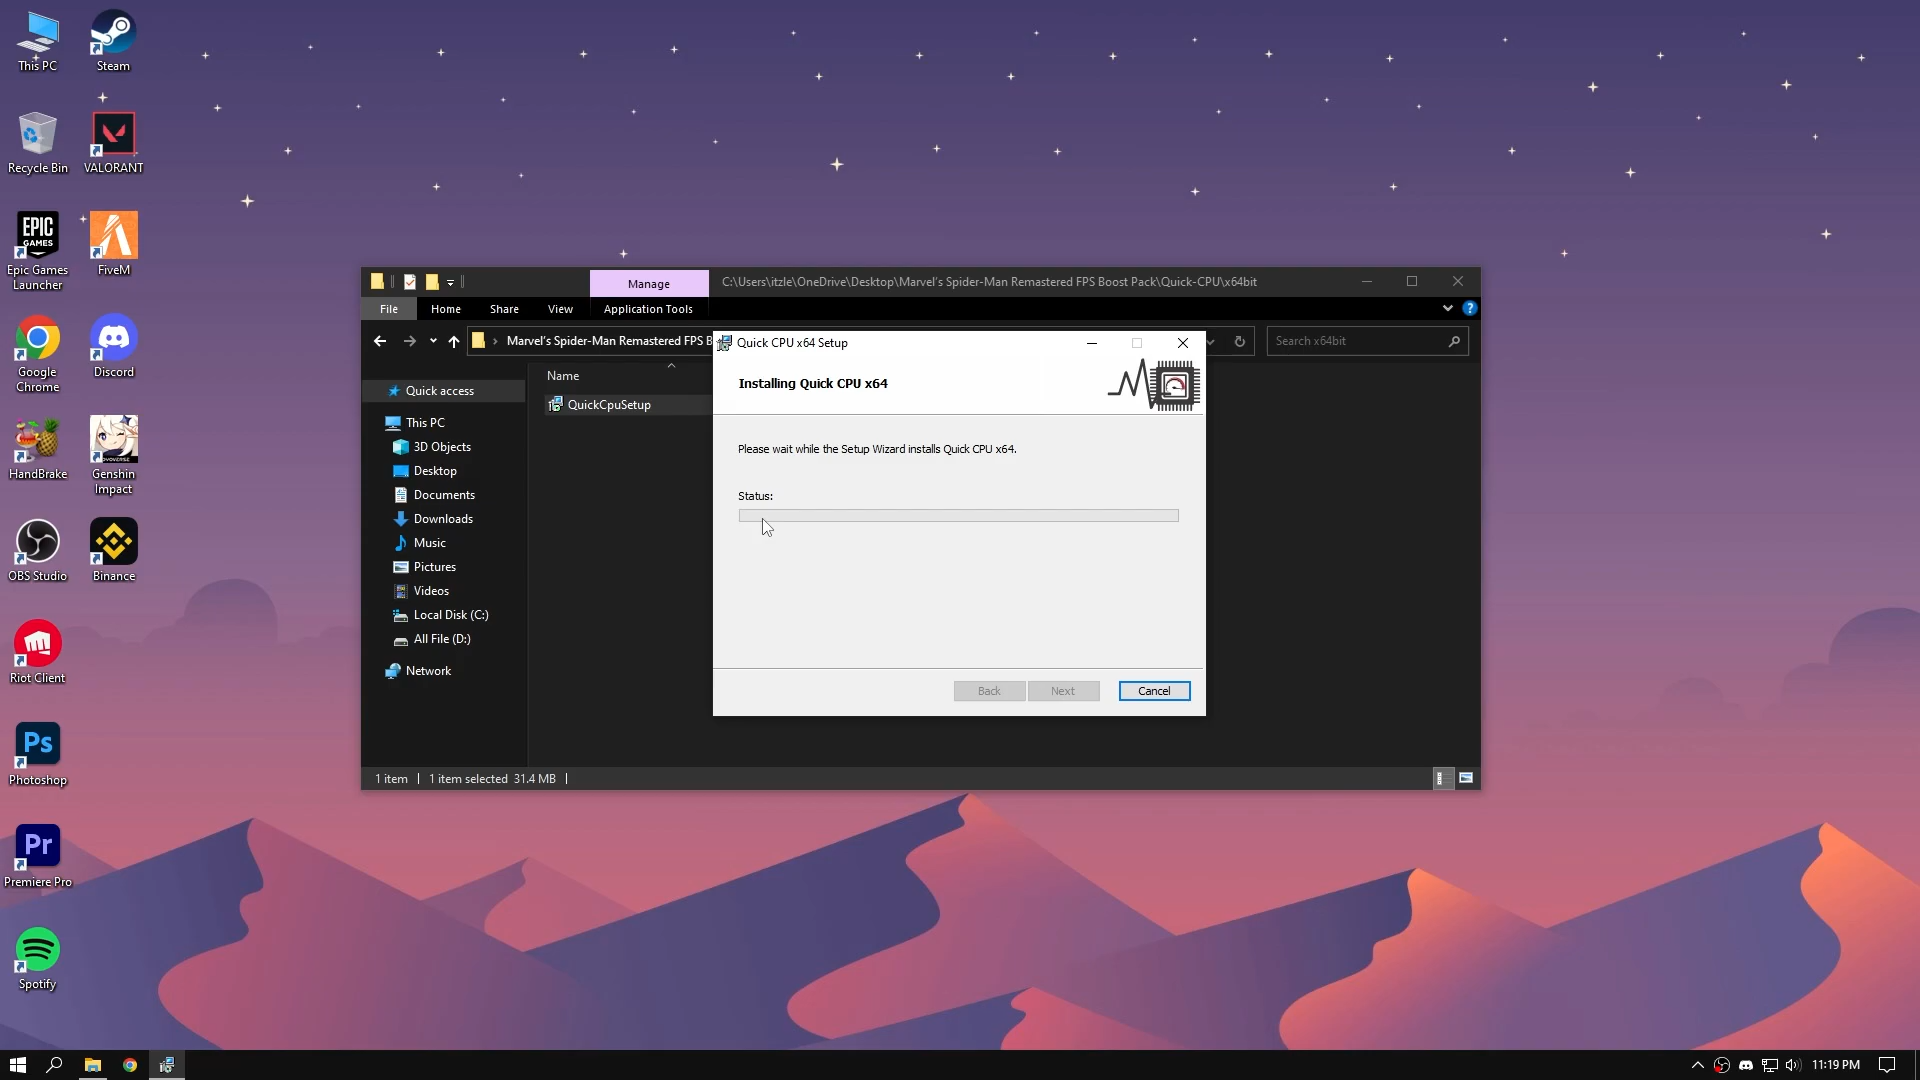 This PC
Steam
Recycle Bin
VALORANT
EPIC
GAMES
Epic Games
Launcher
FiveM
Google
Chrome
Discord
HandBrake
Genshin
Impact
OBS Studio
Binance
Riot Client
Ps
Photoshop
Pr
Premiere Pro
Spotify
Manage
C:\Users\itzle\OneDrive\Desktop\Marvel's Spider-Man Remastered FPS Boost Pack\Quick-CPU\x64bit
File
Home
Share
View
Application Tools
Marvel's Spider-Man Remastered FPS B
Search x64bit
Quick access
This PC
3D Objects
Desktop
Documents
Downloads
Music
Pictures
Videos
Local Disk (C:)
All File (D:)
Network
Name
QuickCpuSetup
1 item
1 item selected 31.4 MB
Quick CPU x64 Setup
Installing Quick CPU x64
Please wait while the Setup Wizard installs Quick CPU x64.
Status:
Back
Next
Cancel
11:19 PM